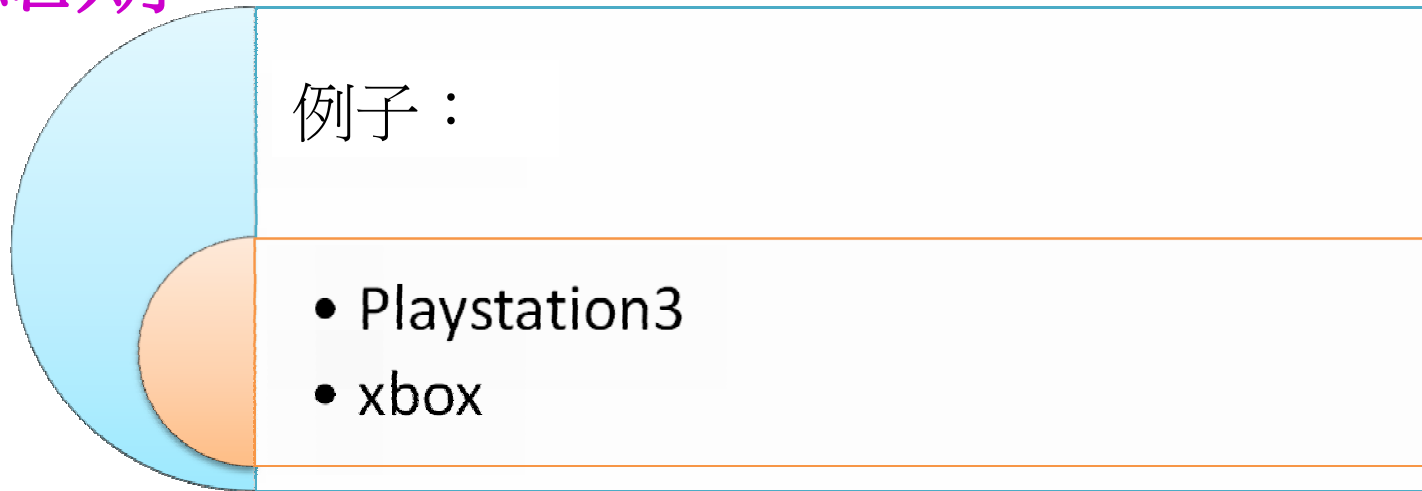 例子：
• Playstation3
• xbox